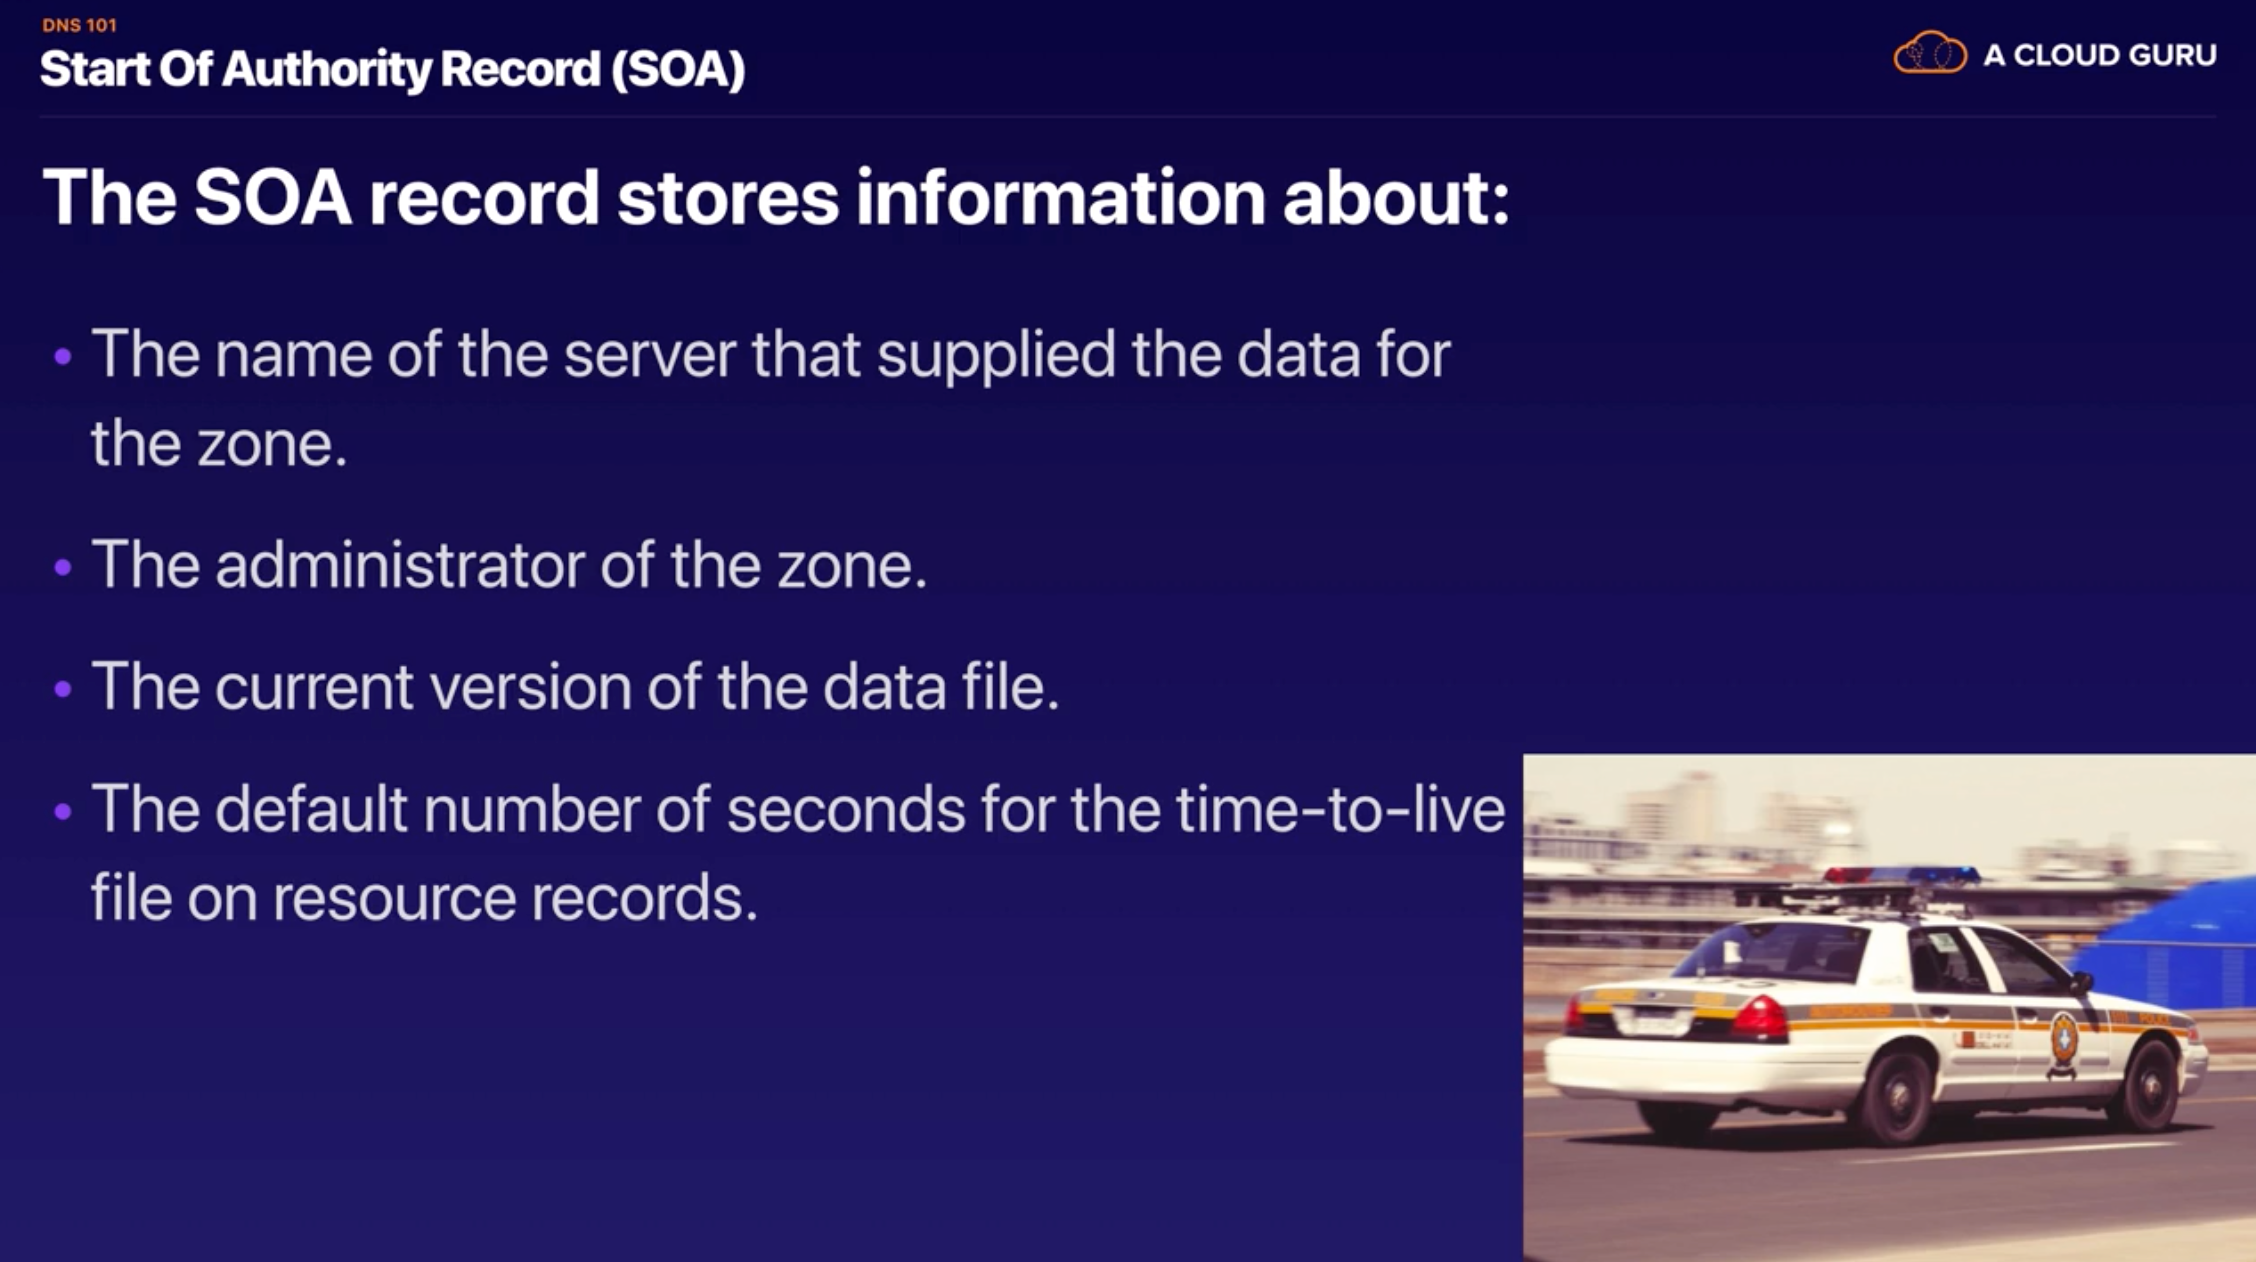 DNS 101
Start Of Authority Record (SOA)
A CLOUD GURU
The SOA record stores information about:
• The name of the server that supplied the data for
the zone.
• The administrator of the zone.
• The current version of the data file.
• The default number of seconds for the time-to-live
file on resource records.